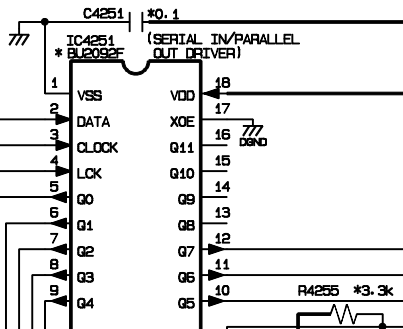 C4251 *0.1
IC4251 (SERIAL IN/PARALLEL
* BU2092F OUT DRIVER)
1 VSS VDD 18
2 DATA XOE 17
3 CLOCK Q11 16
DGND
4 LCK Q10 15
5 Q0 Q9 14
6 Q1 Q8 13
7 Q2 Q7 12
8 Q3 Q6 11
9 Q4 Q5 10
R4255 *3.3k